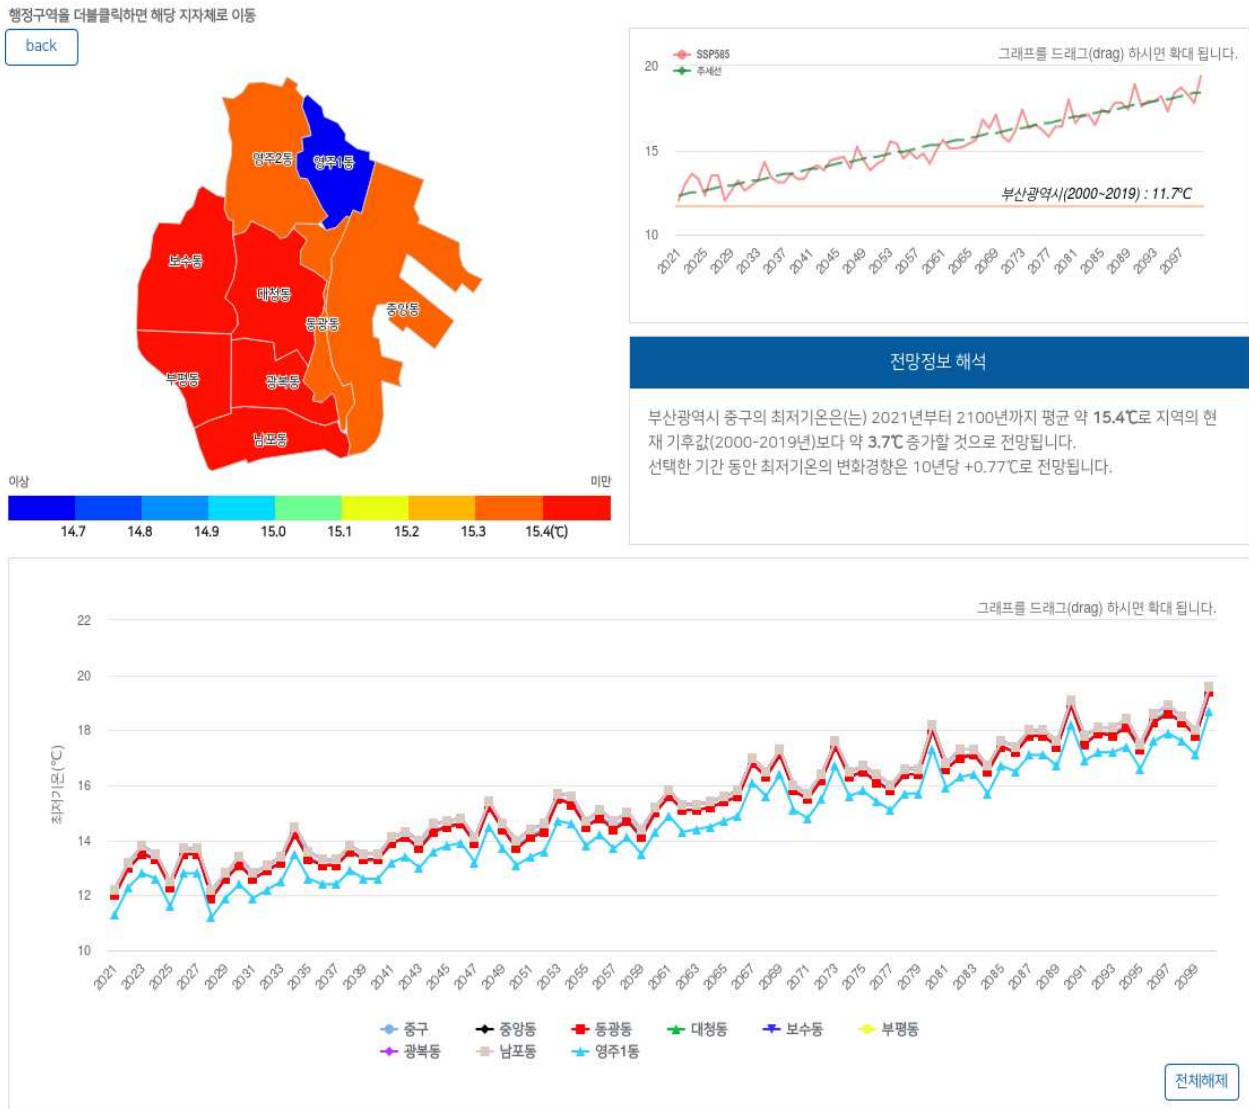 행정구역을 더블클릭하면 해당 지자체로 이동
back
영주2동
영주1동
보수동
대청동
중앙동
동광동
부평동
광복동
남포동
이상
미만
14.7 14.8 14.9 15.0 15.1 15.2 15.3 15.4(℃)
그래프를 드래그(drag) 하시면 확대 됩니다.
SSP585
추세선
20
15
10
부산광역시(2000~2019) : 11.7℃
2021 2025 2029 2033 2037 2041 2045 2049 2053 2057 2061 2065 2069 2073 2077 2081 2085 2089 2093 2097
전망정보 해석
부산광역시 중구의 최저기온은(는) 2021년부터 2100년까지 평균 약 15.4℃로 지역의 현
재 기후값(2000-2019년)보다 약 3.7℃ 증가할 것으로 전망됩니다.
선택한 기간 동안 최저기온의 변화경향은 10년당 +0.77℃로 전망됩니다.
그래프를 드래그(drag) 하시면 확대 됩니다.
최저기온(℃)
22
20
18
16
14
12
10
2021 2023 2025 2027 2029 2031 2033 2035 2037 2039 2041 2043 2045 2047 2049 2051 2053 2055 2057 2059 2061 2063 2065 2067 2069 2071 2073 2075 2077 2079 2081 2083 2085 2087 2089 2091 2093 2095 2097 2099
중구 중앙동 동광동 대청동 보수동 부평동
광복동 남포동 영주1동
전체해제